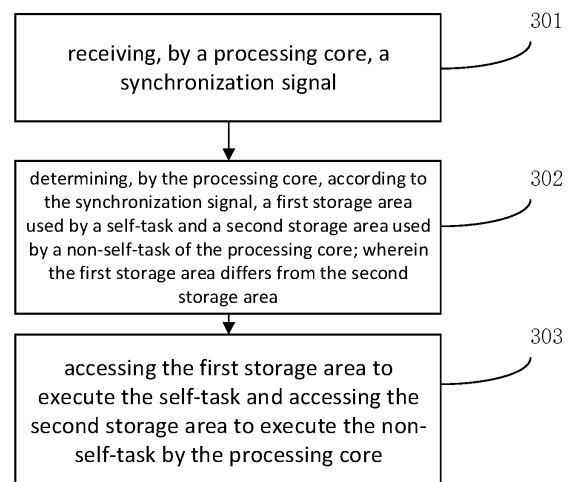 301
receiving, by a processing core, a
synchronization signal
302
determining, by the processing core, according to
the synchronization signal, a first storage area
used by a self-task and a second storage area used
by a non-self-task of the processing core; wherein
the first storage area differs from the second
storage area
303
accessing the first storage area to
execute the self-task and accessing the
second storage area to execute the non-
self-task by the processing core